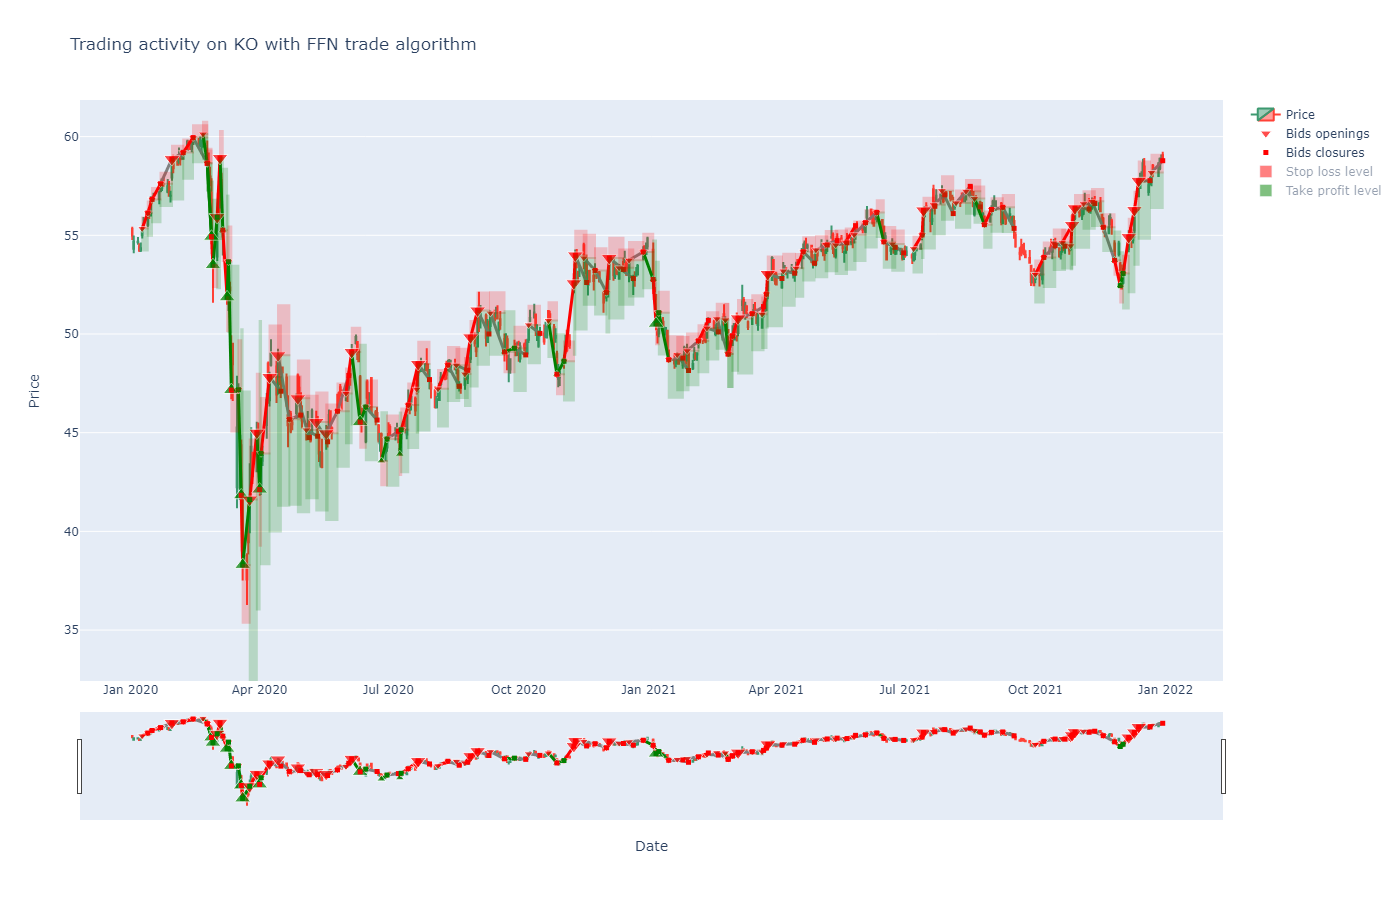 Trading activity on KO with FFN trade algorithm
Price
Bids openings
Bids closures
Stop loss level
Take profit level
60
55
50
45
40
35
Price
Jan 2020
Apr 2020
Jul 2020
Oct 2020
Jan 2021
Apr 2021
Jul 2021
Oct 2021
Jan 2022
Date